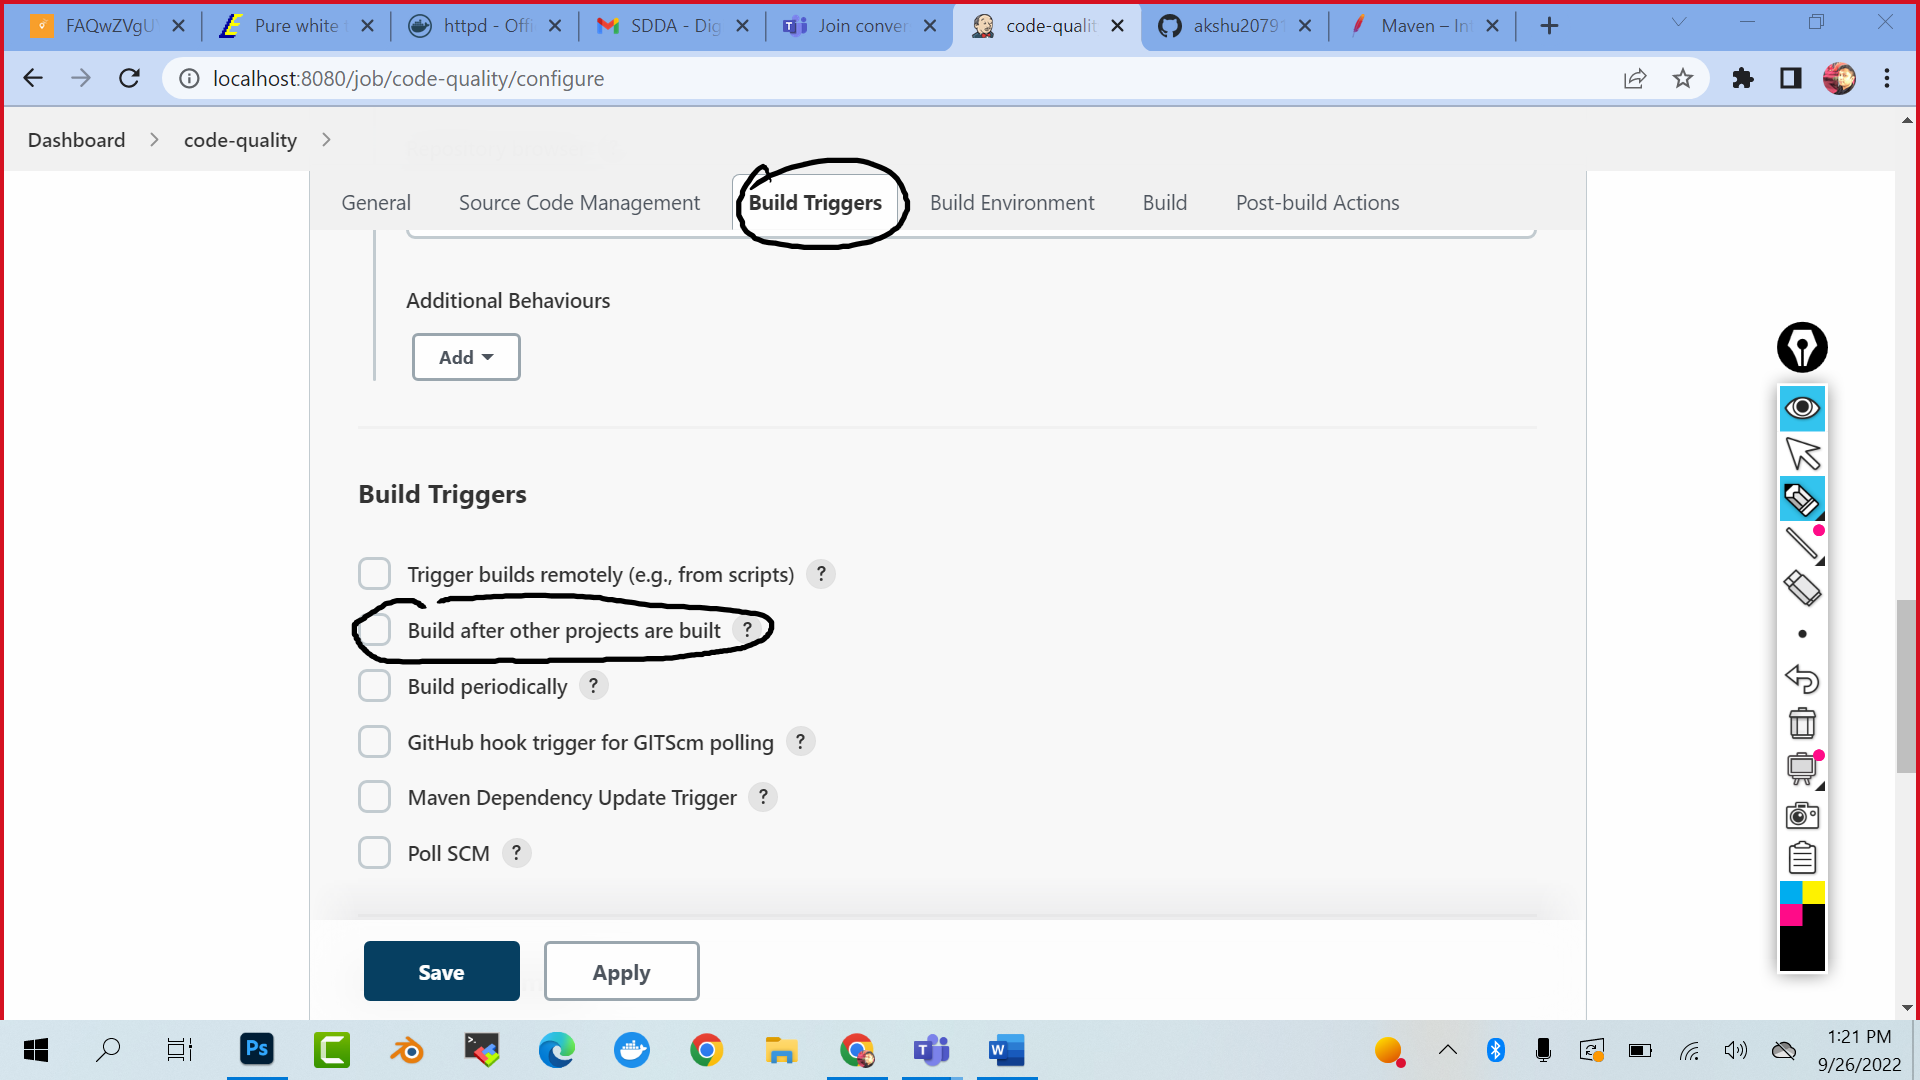 FAQwZVgU
Pure white
httpd - Offi
SDDA - Dig
Join conver
code-qualit
akshu2079
Maven – In
localhost:8080/job/code-quality/configure
Dashboard
code-quality
General
Source Code Management
Build Triggers
Build Environment
Build
Post-build Actions
Additional Behaviours
Add
Build Triggers
Trigger builds remotely (e.g., from scripts) ?
Build after other projects are built ?
Build periodically ?
GitHub hook trigger for GITScm polling ?
Maven Dependency Update Trigger ?
Poll SCM ?
Save
Apply
Ps
1:21 PM
9/26/2022